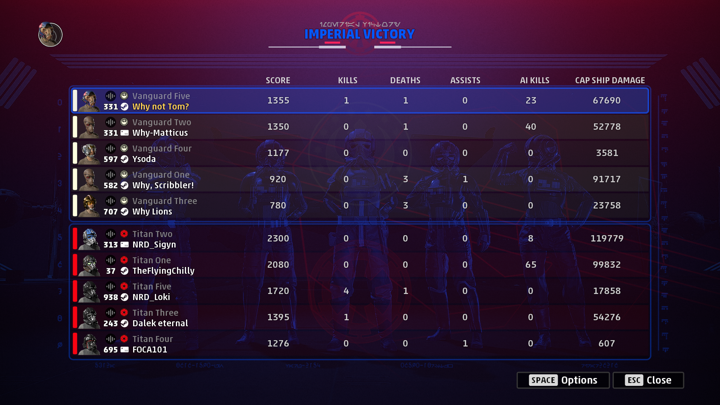 IMPERIAL VICTORY
SCORE KILLS DEATHS ASSISTS AI KILLS CAP SHIP DAMAGE
Vanguard Five
331 Why not Tom? 1355 1 1 0 23 67690
Vanguard Two
331 Why-Matticus 1350 0 1 0 40 52778
Vanguard Four
597 Ysoda 1177 0 0 0 0 3581
Vanguard One
582 Why, Scribbler! 920 0 3 1 0 91717
Vanguard Three
707 Why Lions 780 0 3 0 0 23758
Titan Two
313 NRD_Sigyn 2300 0 0 0 8 119779
Titan One
37 TheFlyingChilly 2080 0 0 0 65 99832
Titan Five
938 NRD_Loki 1720 4 1 0 0 17858
Titan Three
243 Dalek eternal 1395 1 0 0 0 54276
Titan Four
695 FOCA101 1276 0 0 1 0 607
SPACE Options ESC Close